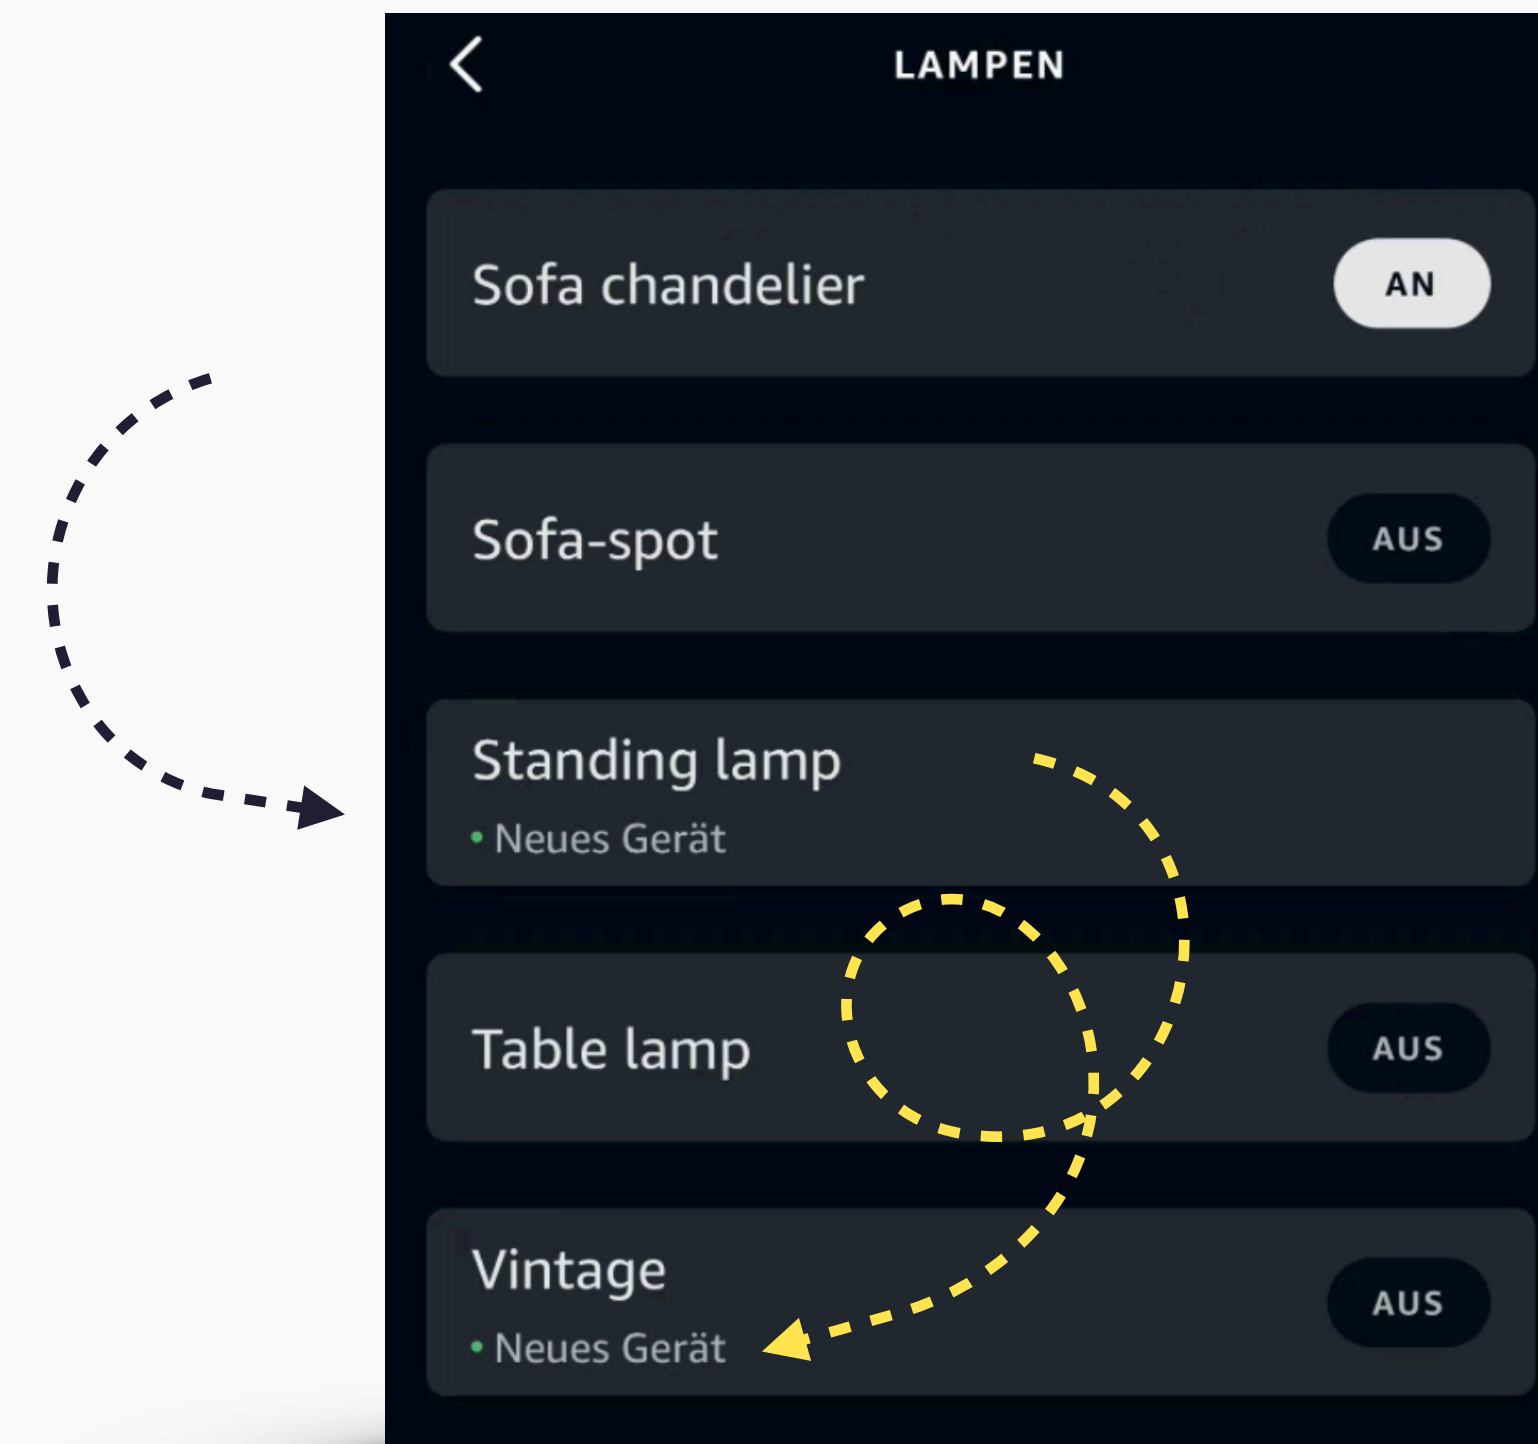 LAMPEN
Sofa chandelier
AN
Sofa-spot
AUS
Standing lamp
• Neues Gerät
Table lamp
AUS
Vintage
• Neues Gerät
AUS